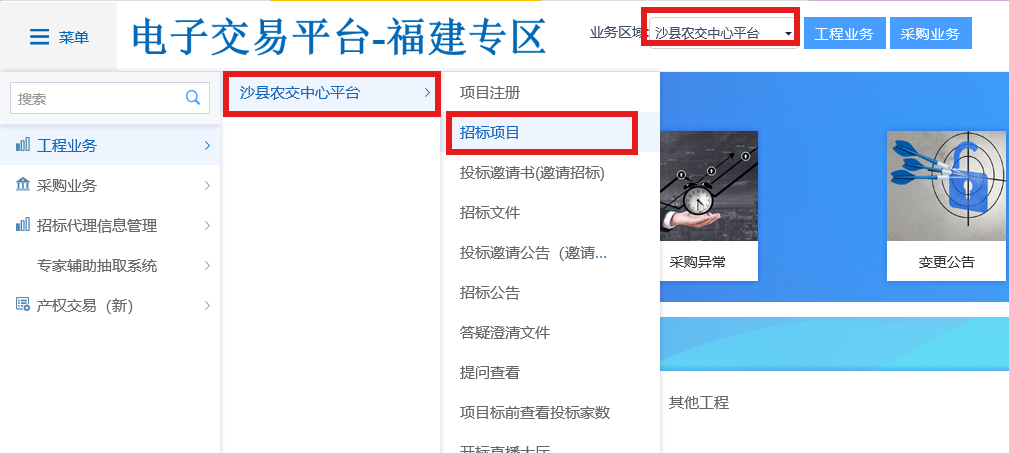 菜单
电子交易平台-福建专区
业务区域:
沙县农交中心平台
工程业务
采购业务
搜索
工程业务
采购业务
招标代理信息管理
专家辅助抽取系统
产权交易（新）
沙县农交中心平台
项目注册
招标项目
投标邀请书(邀请招标)
招标文件
投标邀请公告（邀请...
招标公告
答疑澄清文件
提问查看
项目标前查看投标家数
开标直播大厅
采购异常
变更公告
其他工程